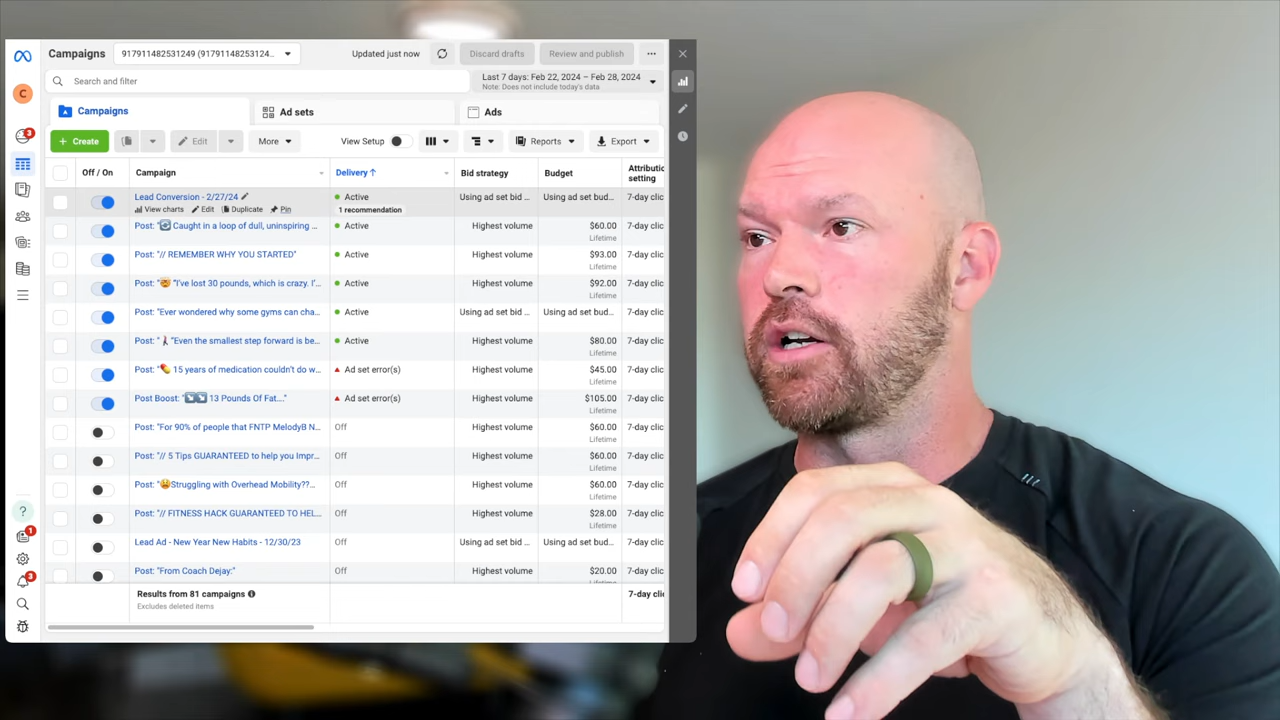 Campaigns
917911482531249 (91791148253124...
Updated just now
Discard drafts
Review and publish
Search and filter
Last 7 days: Feb 22, 2024 – Feb 28, 2024
Note: Does not include today's data
C
3
Campaigns
Ad sets
Ads
+ Create
Edit
More
View Setup
Reports
Export
Off / On
Campaign
Delivery ↑
Bid strategy
Budget
Attributio
setting
Lead Conversion - 2/27/24
View charts Edit Duplicate Pin
Active
1 recommendation
Using ad set bid ...
Using ad set bud...
7-day clic
Post: "🔄 Caught in a loop of dull, uninspiring ...
Active
Highest volume
$60.00
Lifetime
7-day clic
Post: "// REMEMBER WHY YOU STARTED"
Active
Highest volume
$93.00
Lifetime
7-day clic
Post: "🤯 "I've lost 30 pounds, which is crazy. I'...
Active
Highest volume
$92.00
Lifetime
7-day clic
Post: "Ever wondered why some gyms can cha...
Active
Using ad set bid ...
Using ad set bud...
7-day clic
Post: "🚶 "Even the smallest step forward is be...
Active
Highest volume
$80.00
Lifetime
7-day clic
Post: "💊 15 years of medication couldn't do w...
Ad set error(s)
Highest volume
$45.00
Lifetime
7-day clic
Post Boost: "↘️↘️ 13 Pounds Of Fat..."
Ad set error(s)
Highest volume
$105.00
Lifetime
7-day clic
Post: "For 90% of people that FNTP MelodyB N...
Off
Highest volume
$60.00
Lifetime
7-day clic
Post: "// 5 Tips GUARANTEED to help you Impr...
Off
Highest volume
$60.00
Lifetime
7-day clic
Post: "😫Struggling with Overhead Mobility??...
Off
Highest volume
$60.00
Lifetime
7-day clic
Post: "// FITNESS HACK GUARANTEED TO HEL...
Off
Highest volume
$28.00
Lifetime
7-day clic
Lead Ad - New Year New Habits - 12/30/23
Off
Using ad set bid ...
Using ad set bud...
7-day clic
Post: "From Coach Dejay:"
Off
Highest volume
$20.00
Lifetime
7-day clic
?
1
3
Results from 81 campaigns
Excludes deleted items
7-day clic